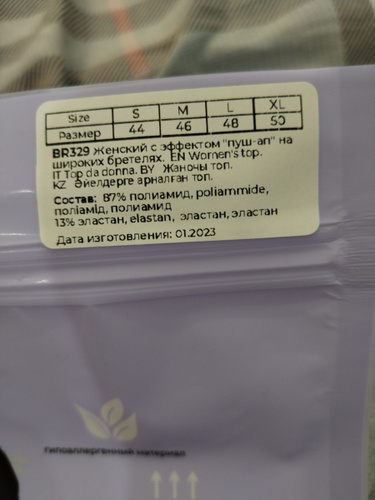 Size S M L XL
Размер 44 46 48 50
BR329 Женский с эффектом "пуш-ап" на
широких бретелях. EN Women's top.
IT Top da donna. BY Жаночы топ.
KZ Әйелдерге арналған топ.
Состав: 87% полиамид, poliammide,
поліамід, полиамид
13% эластан, elastan, эластан, эластан
Дата изготовления: 01.2023
гипоаллергенный материал